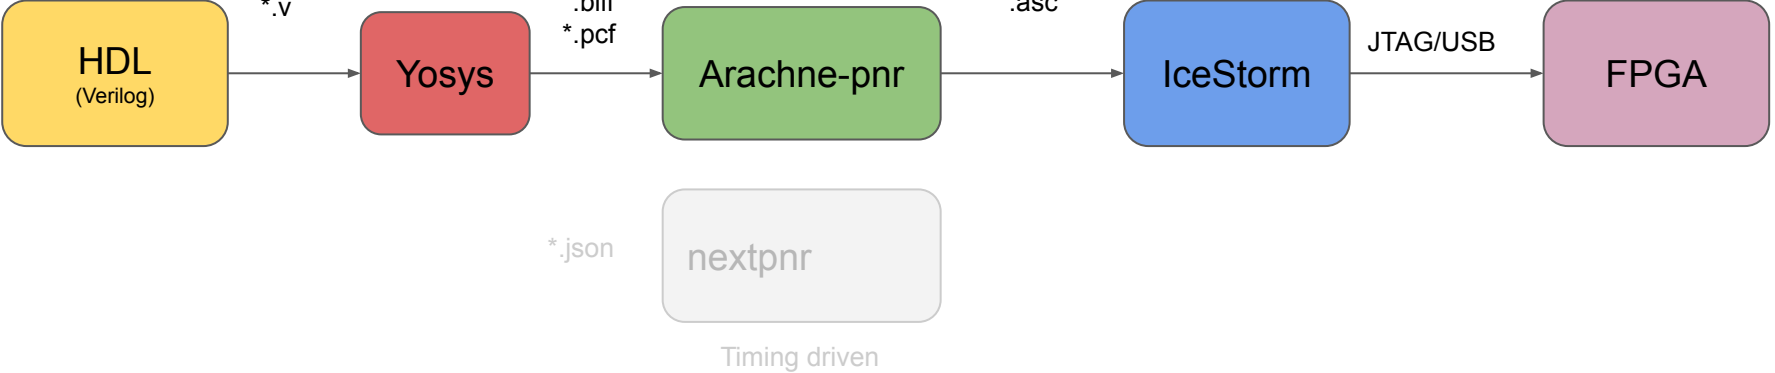 *.v
.blif
*.pcf
.asc
JTAG/USB
HDL
(Verilog)
Yosys
Arachne-pnr
IceStorm
FPGA
*.json
nextpnr
Timing driven